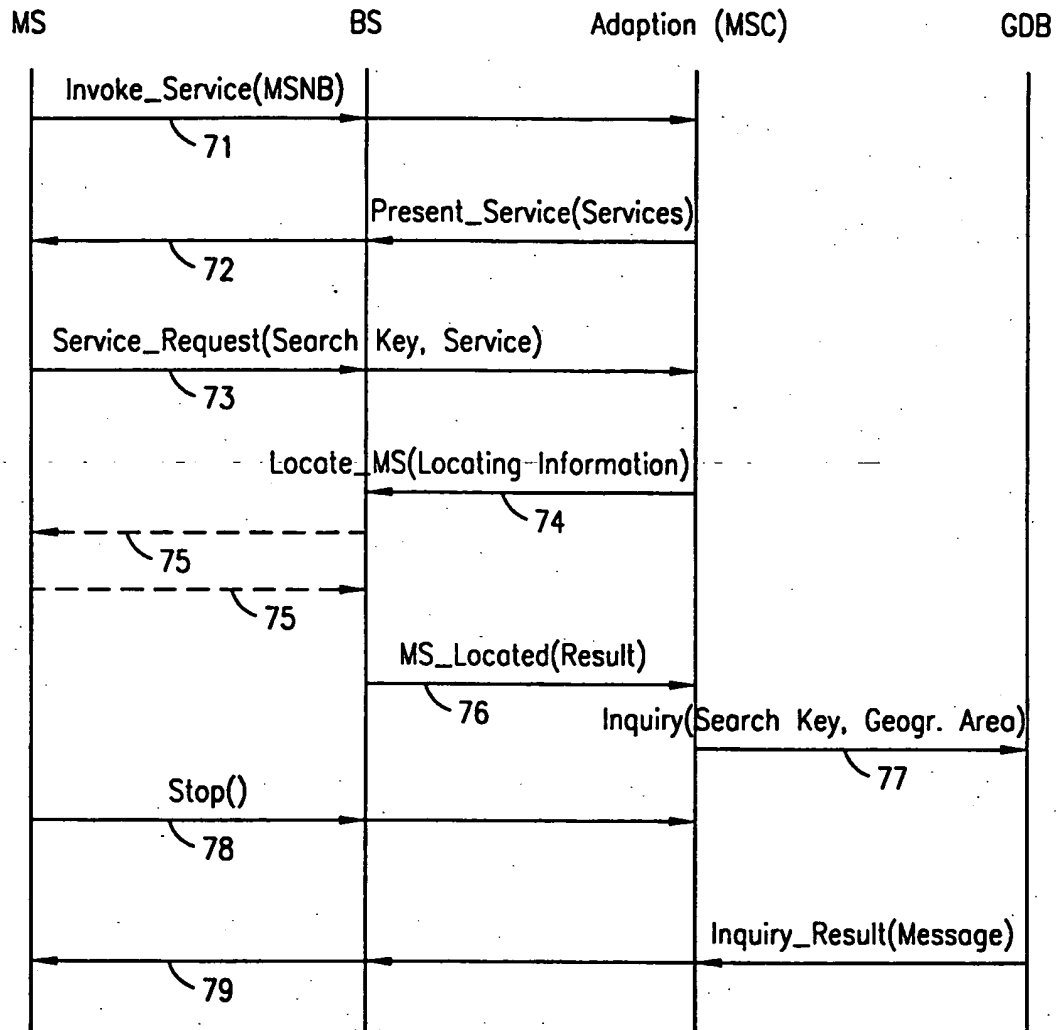 MS BS Adaption (MSC) GDB
Invoke_Service(MSNB)
71
Present_Service(Services)
72
Service_Request(Search Key, Service)
73
Locate_MS(Locating Information)
74
75
75
MS_Located(Result)
76
Inquiry(Search Key, Geogr. Area)
77
Stop()
78
Inquiry_Result(Message)
79